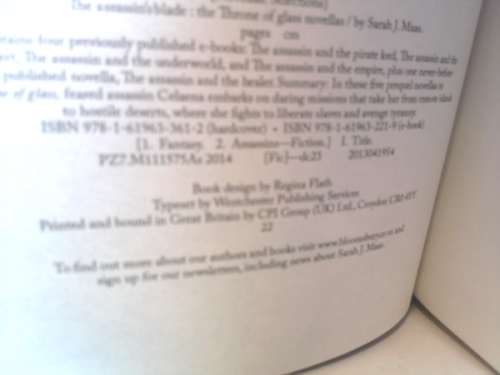 Selections]
The assassin's blade : the Throne of glass novellas / by Sarah J. Maas.
pages cm
four previously published e-books: The assassin and the pirate lord, The assassin and the
The assassin and the underworld, and The assassin and the empire, plus one never-before-
published novella, The assassin and the healer. Summary: In these five prequel novellas to
of glass, feared assassin Celaena embarks on daring missions that take her from remote islands
to hostile deserts, where she fights to liberate slaves and avenge tyranny.
ISBN 978-1-61963-361-2 (hardcover) • ISBN 978-1-61963-221-9 (e-book)
[1. Fantasy. 2. Assassins—Fiction.] I. Title.
PZ7.M111575As 2014 [Fic]—dc23 2013041954
Book design by Regina Flath
Typeset by Westchester Publishing Services
Printed and bound in Great Britain by CPI Group (UK) Ltd., Croydon CR0 4YY
22
To find out more about our authors and books visit www.bloomsbury.com and
sign up for our newsletters, including news about Sarah J. Maas.